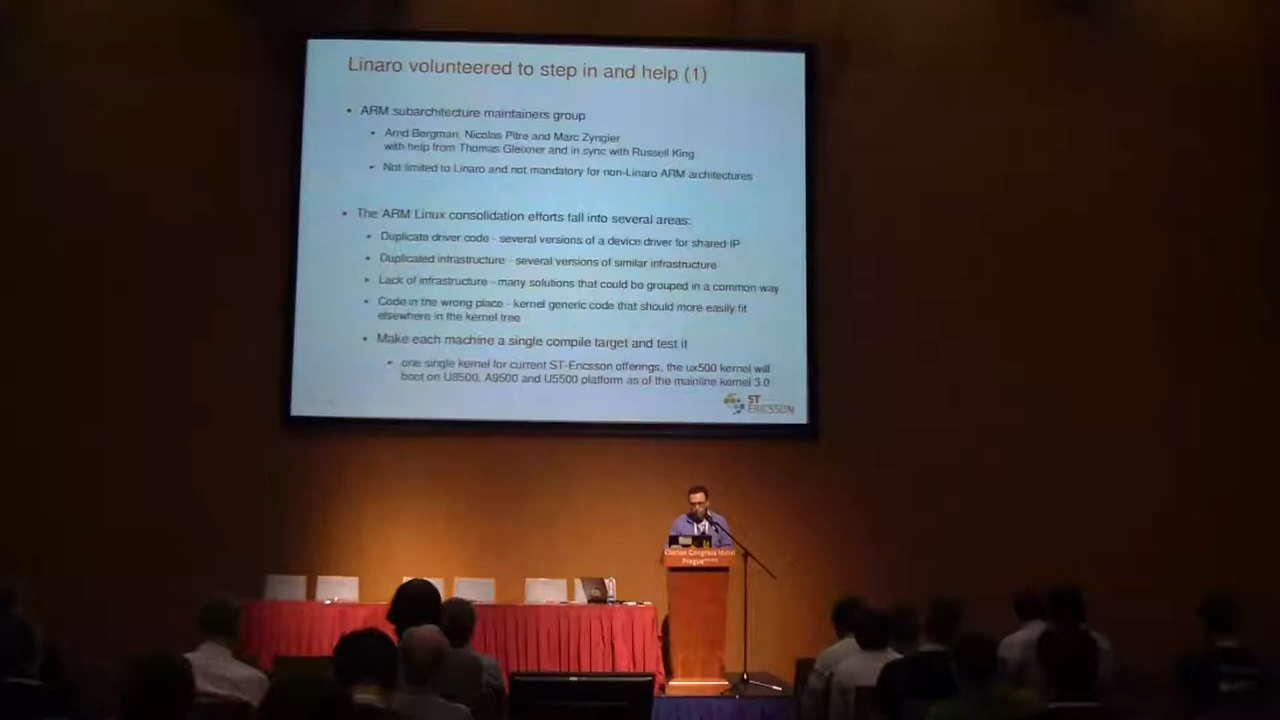 Linaro volunteered to step in and help (1)
• ARM subarchitecture maintainers group
• Arnd Bergman, Nicolas Pitre and Marc Zyngier
with help from Thomas Gleixner and in sync with Russell King
• Not limited to Linaro and not mandatory for non-Linaro ARM architectures
• The ARM Linux consolidation efforts fall into several areas:
• Duplicate driver code - several versions of a device driver for shared IP
• Duplicated infrastructure - several versions of similar infrastructure
• Lack of infrastructure - many solutions that could be grouped in a common way
• Code in the wrong place - kernel generic code that should more easily fit
elsewhere in the kernel tree
• Make each machine a single compile target and test it
• one single kernel for current ST-Ericsson offerings, the ux500 kernel will
boot on U8500, A9500 and U5500 platform as of the mainline kernel 3.0
ST
ERICSSON
Clarion Congress Hotel
Prague